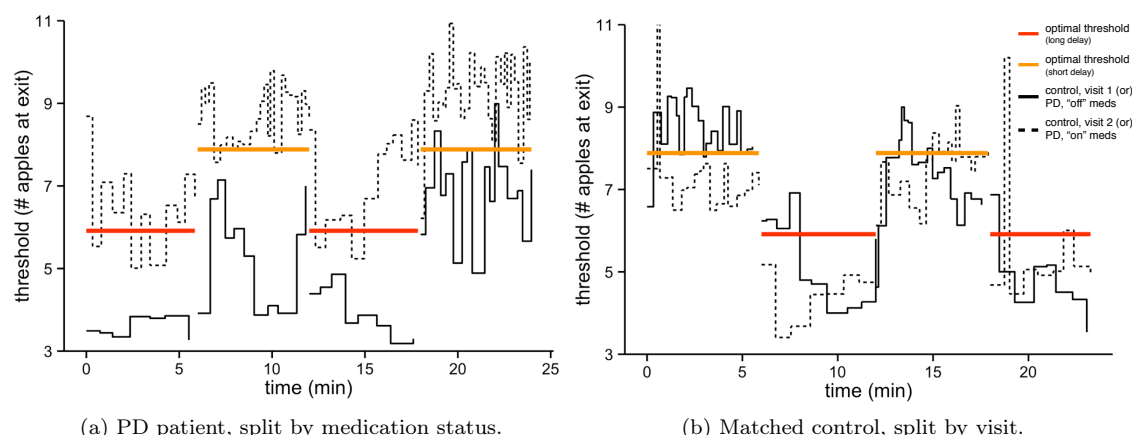 11
9
7
5
3
threshold (# apples at exit)
0
5
10
15
20
25
time (min)
(a) PD patient, split by medication status.
11
9
7
5
3
threshold (# apples at exit)
0
5
10
15
20
time (min)
optimal threshold
(long delay)
optimal threshold
(short delay)
control, visit 1 (or)
PD, “off” meds
control, visit 2 (or)
PD, “on” meds
(b) Matched control, split by visit.